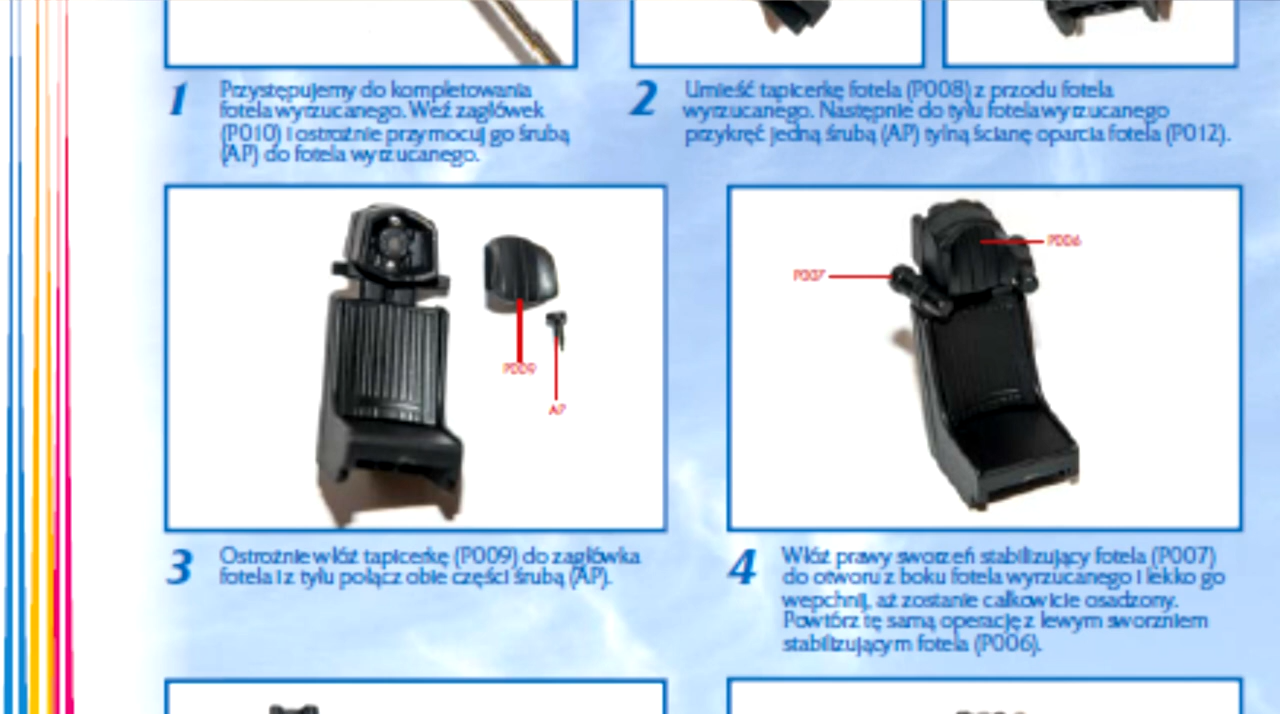 1
Przystępujemy do kompletowania
fotela wyrzucanego. Weź zagłówek
(P010) i ostrożnie przymocuj go śrubą
(AP) do fotela wyrzucanego.
2
Umieść tapicerkę fotela (P008) z przodu fotela
wyrzucanego. Następnie do tyłu fotela wyrzucanego
przykręć jedną śrubą (AP) tylną ścianę oparcia fotela (P012).
P009
AP
P006
P007
3
Ostrożnie włóż tapicerkę (P009) do zagłówka
fotela i z tyłu połącz obie części śrubą (AP).
4
Włóż prawy sworzeń stabilizujący fotela (P007)
do otworu z boku fotela wyrzucanego i lekko go
wepchnij, aż zostanie całkowicie osadzony.
Powtórz tę samą operację z lewym sworzniem
stabilizującym fotela (P006).